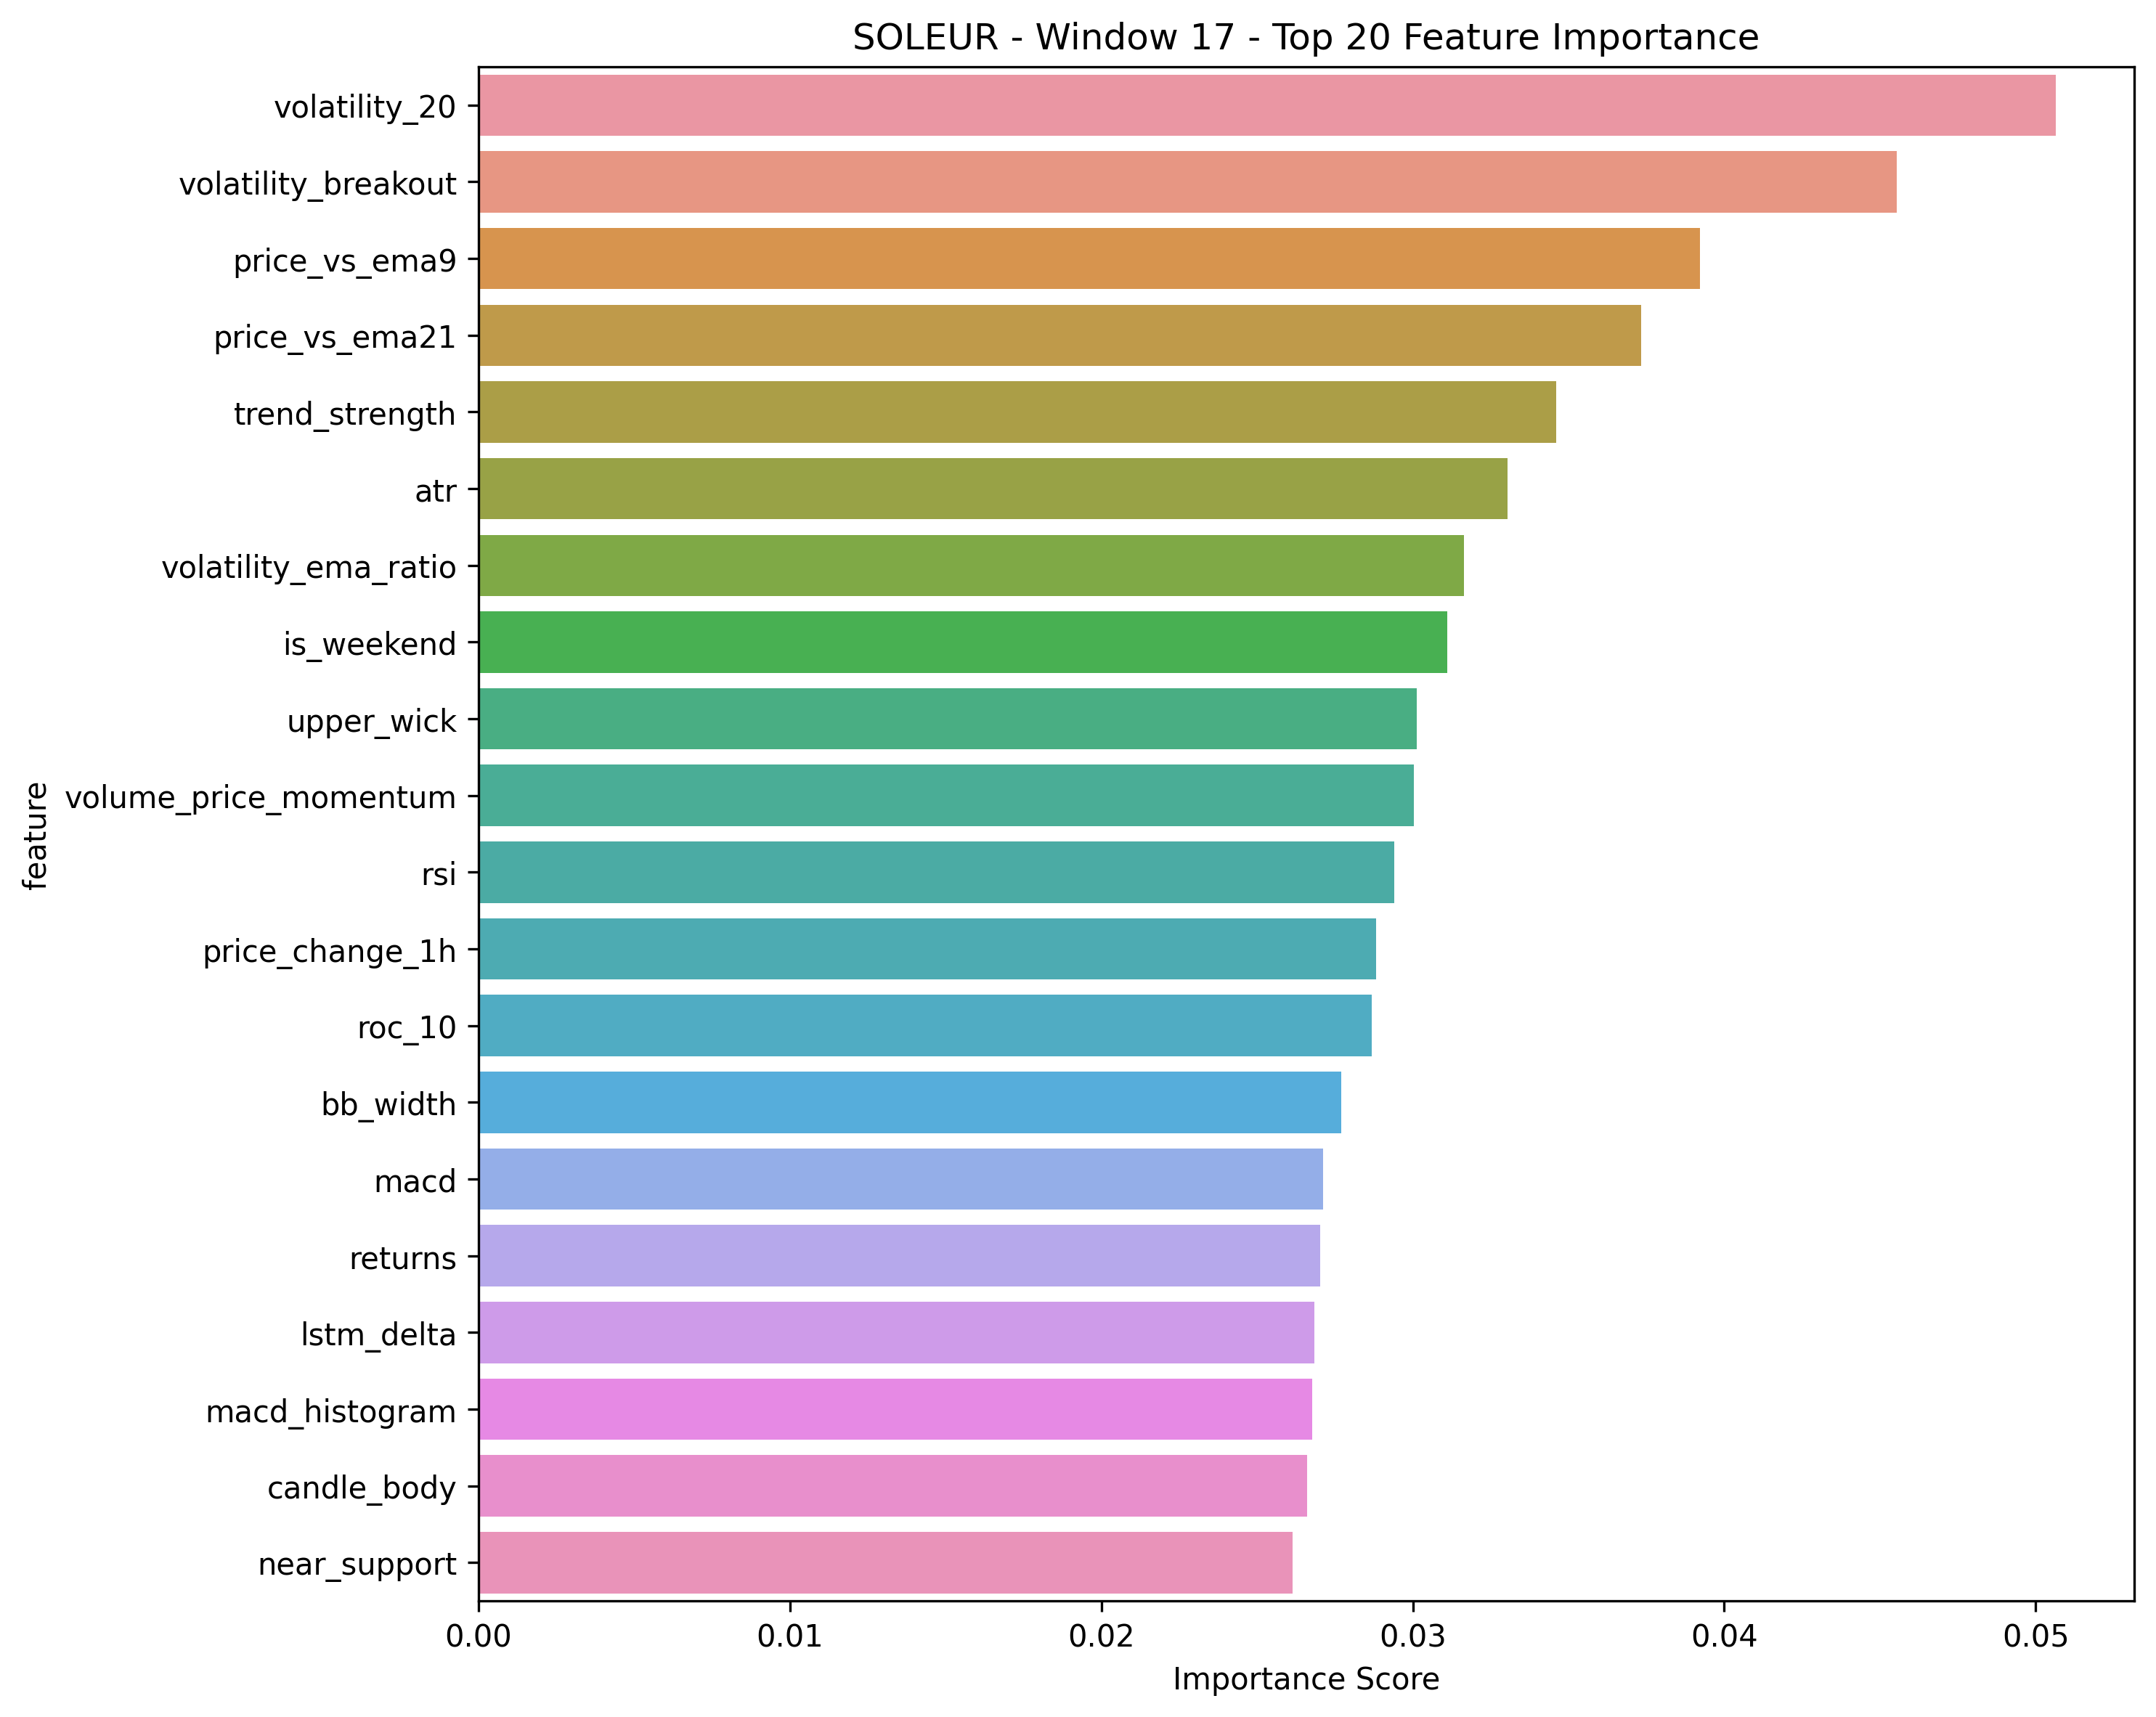 SOLEUR - Window 17 - Top 20 Feature Importance
volatility_20
volatility_breakout
price_vs_ema9
price_vs_ema21
trend_strength
atr
volatility_ema_ratio
is_weekend
upper_wick
volume_price_momentum
rsi
price_change_1h
roc_10
bb_width
macd
returns
lstm_delta
macd_histogram
candle_body
near_support
feature
0.00 0.01 0.02 0.03 0.04 0.05
Importance Score